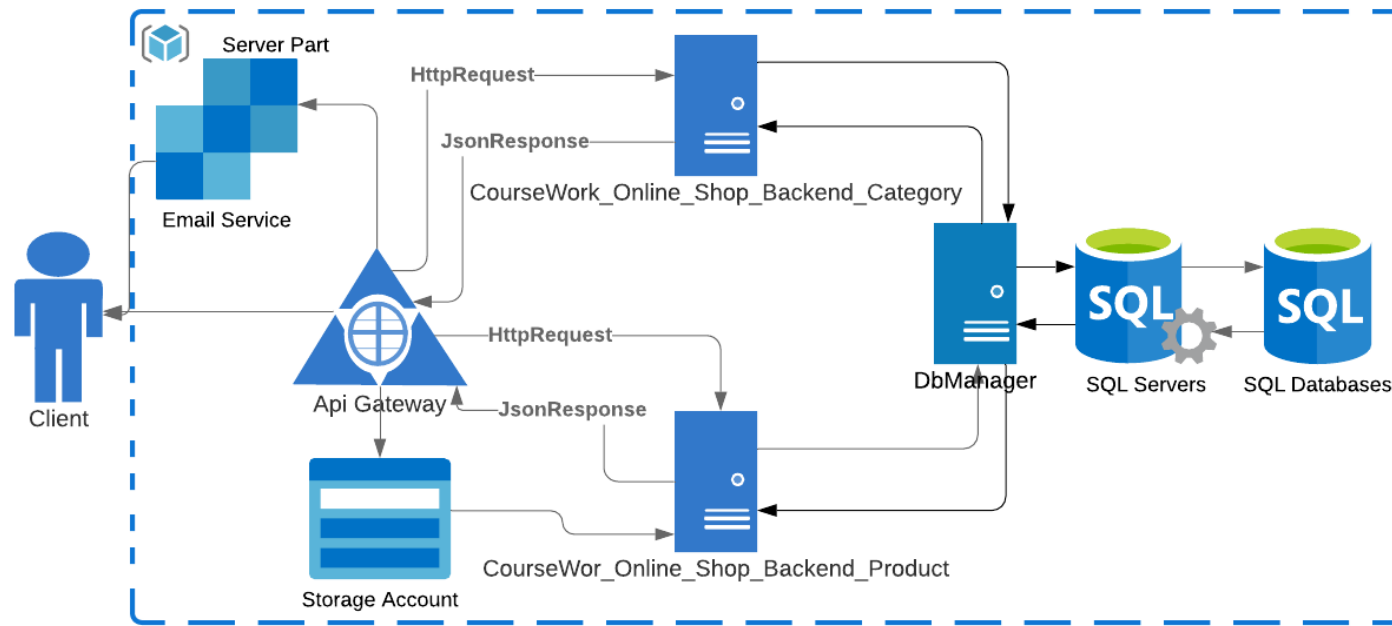 Server Part
HttpRequest
JsonResponse
CourseWork_Online_Shop_Backend_Category
Email Service
SQL
SQL
HttpRequest
DbManager
SQL Servers
SQL Databases
Api Gateway
JsonResponse
Client
CourseWor_Online_Shop_Backend_Product
Storage Account